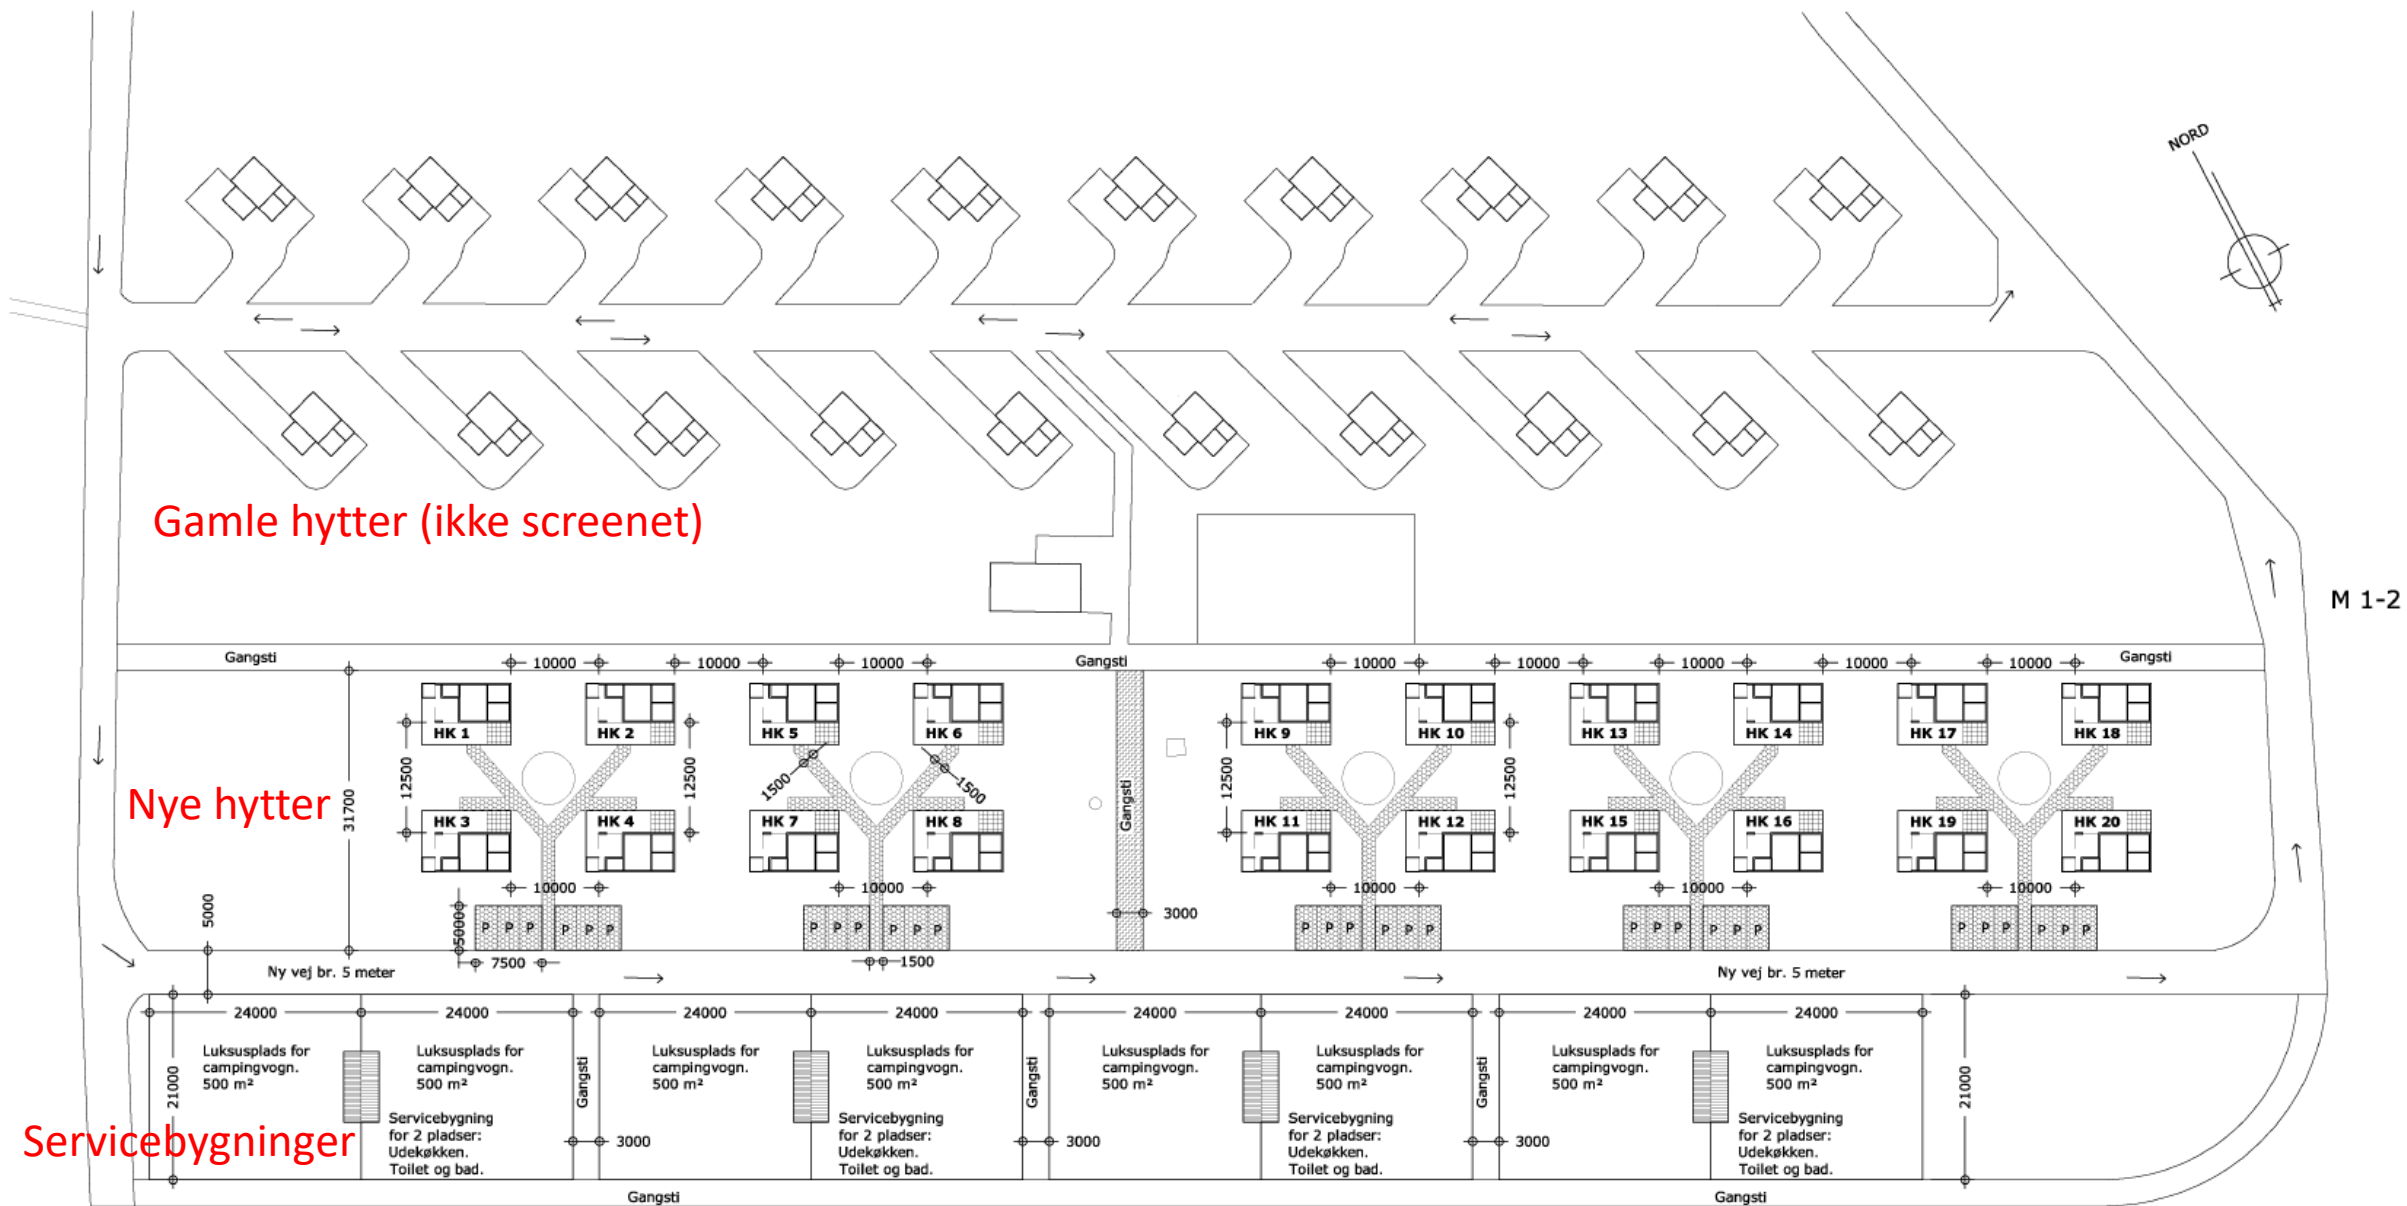 NORD
Gamle hytter (ikke screenet)
M 1-2
Gangsti
Gangsti
Gangsti
10000
10000
10000
10000
10000
10000
10000
10000
HK 1
HK 2
HK 5
HK 6
HK 9
HK 10
HK 13
HK 14
HK 17
HK 18
12500
12500
1500
1500
12500
12500
Nye hytter
31700
Gangsti
HK 3
HK 4
HK 7
HK 8
HK 11
HK 12
HK 15
HK 16
HK 19
HK 20
10000
10000
10000
10000
10000
5000
5000
3000
P P P P P P
P P P P P P
P P P P P P
P P P P P P
P P P P P P
7500
1500
Ny vej br. 5 meter
Ny vej br. 5 meter
24000
24000
24000
24000
24000
24000
24000
24000
21000
21000
Luksusplads for
campingvogn.
500 m²
Luksusplads for
campingvogn.
500 m²
Luksusplads for
campingvogn.
500 m²
Luksusplads for
campingvogn.
500 m²
Luksusplads for
campingvogn.
500 m²
Luksusplads for
campingvogn.
500 m²
Luksusplads for
campingvogn.
500 m²
Luksusplads for
campingvogn.
500 m²
Gangsti
Gangsti
Gangsti
Servicebygninger
Servicebygning
for 2 pladser:
Udekøkken.
Toilet og bad.
Servicebygning
for 2 pladser:
Udekøkken.
Toilet og bad.
Servicebygning
for 2 pladser:
Udekøkken.
Toilet og bad.
Servicebygning
for 2 pladser:
Udekøkken.
Toilet og bad.
3000
3000
3000
Gangsti
Gangsti